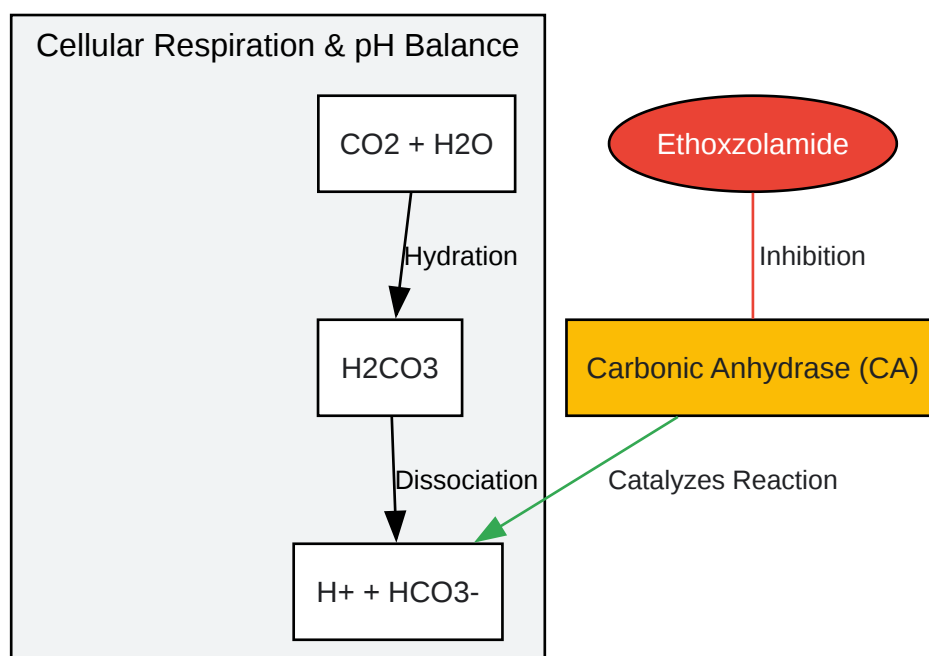 Cellular Respiration & pH Balance
CO2 + H2O
Ethoxzolamide
Hydration
Inhibition
H2CO3
Carbonic Anhydrase (CA)
Dissociation
Catalyzes Reaction
H+ + HCO3-